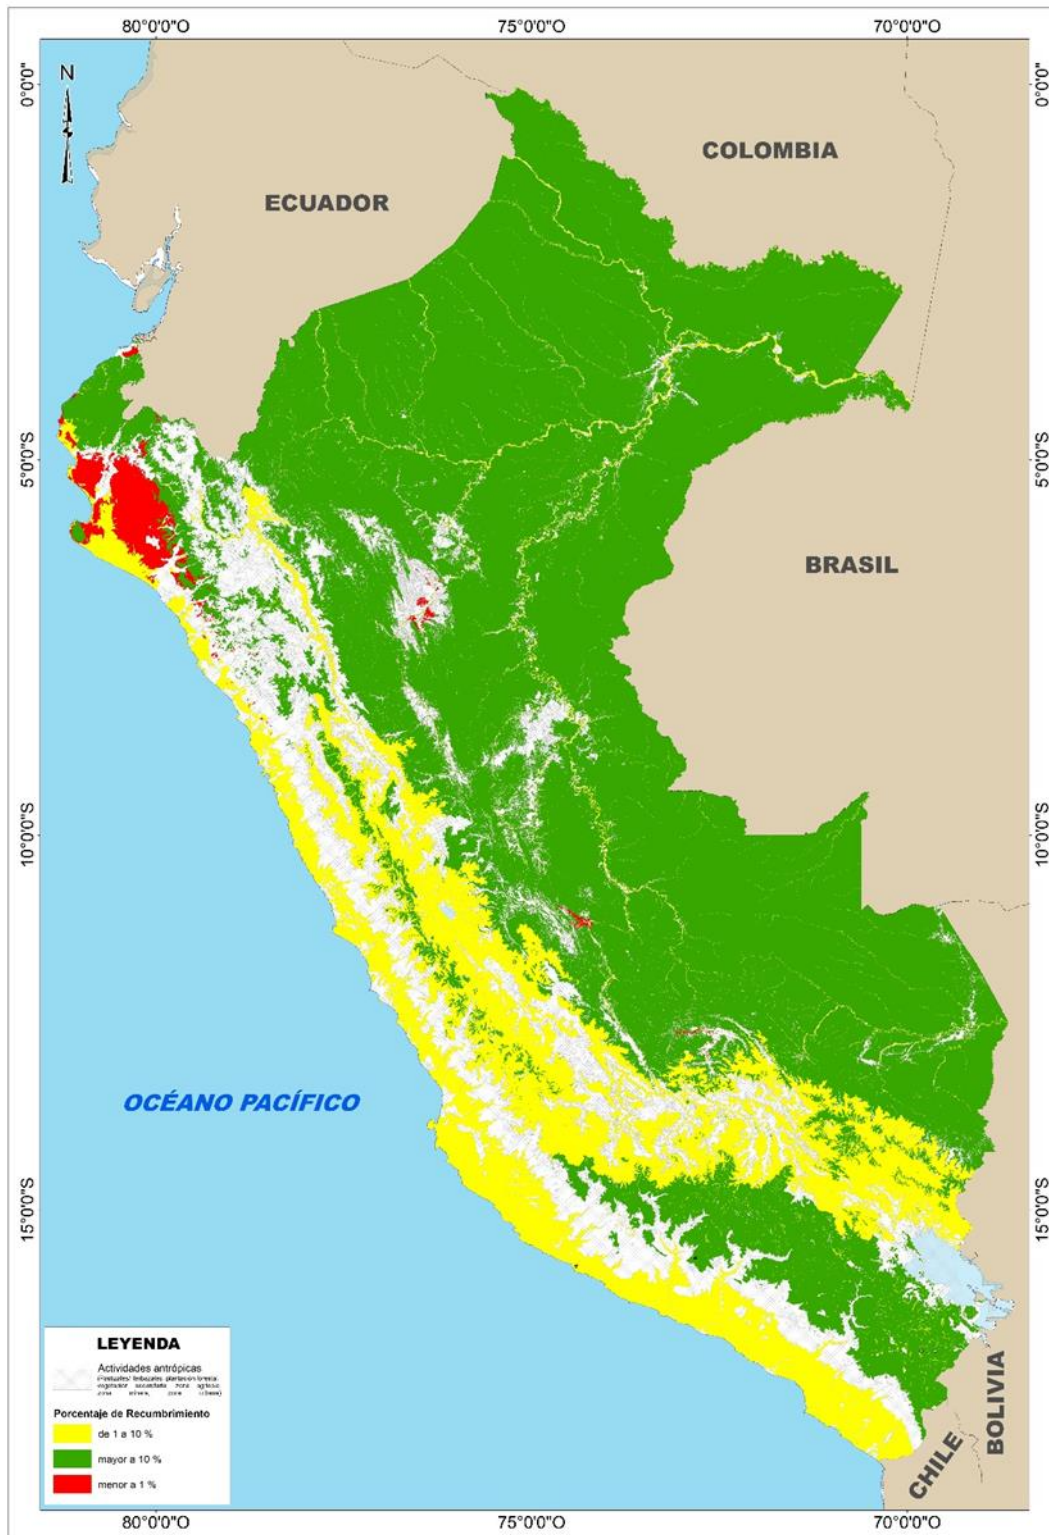 80°0'0"O 75°0'0"O 70°0'0"O
N
0°0'0" 0°0'0"
COLOMBIA
ECUADOR
5°0'0"S 5°0'0"S
BRASIL
10°0'0"S 10°0'0"S
OCÉANO PACÍFICO
15°0'0"S 15°0'0"S
LEYENDA
Actividades antrópicas
Porcentaje de Recumbrimiento
de 1 a 10 %
mayor a 10 %
menor a 1 %
BOLIVIA
CHILE
80°0'0"O 75°0'0"O 70°0'0"O